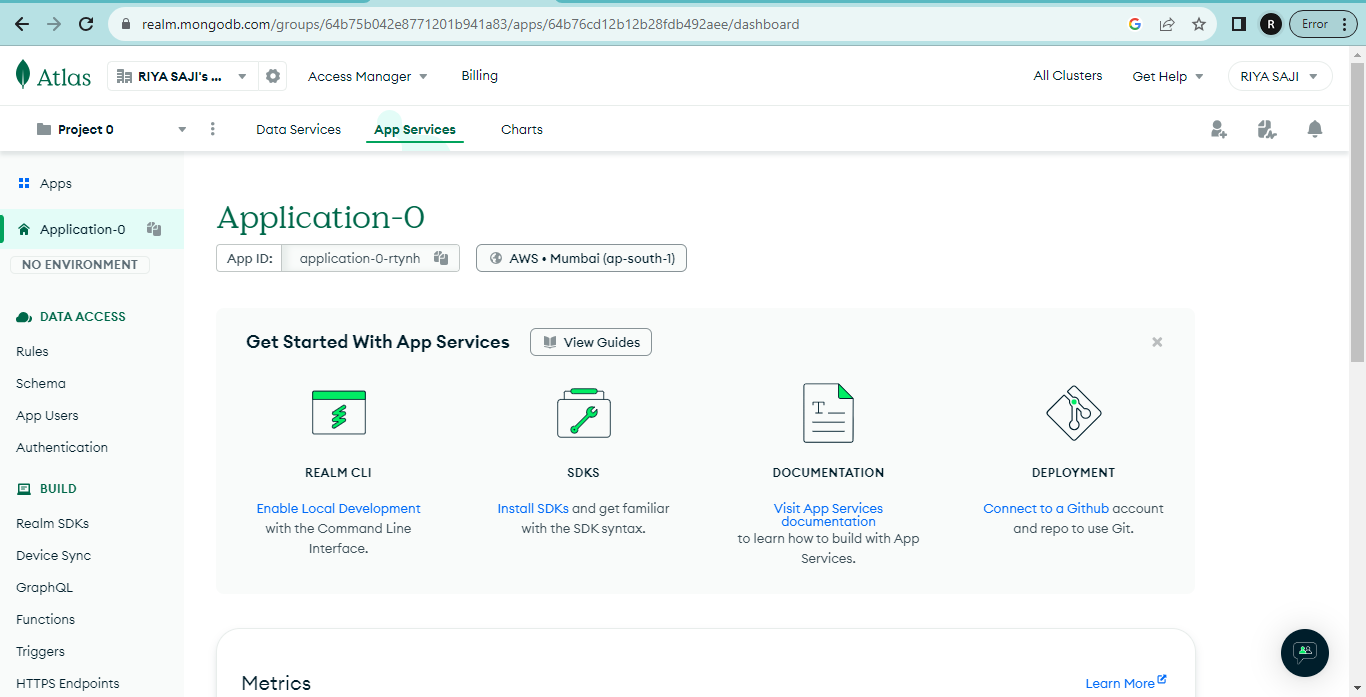 realm.mongodb.com/groups/64b75b042e8771201b941a83/apps/64b76cd12b12b28fdb492aee/dashboard
G
R
Error
Atlas
RIYA SAJI's ...
Access Manager
Billing
All Clusters
Get Help
RIYA SAJI
Project 0
Data Services
App Services
Charts
Apps
Application-0
NO ENVIRONMENT
DATA ACCESS
Rules
Schema
App Users
Authentication
BUILD
Realm SDKs
Device Sync
GraphQL
Functions
Triggers
HTTPS Endpoints
Application-0
App ID: application-0-rtynh
AWS • Mumbai (ap-south-1)
Get Started With App Services
View Guides
REALM CLI
Enable Local Development
with the Command Line
Interface.
SDKS
Install SDKs and get familiar
with the SDK syntax.
T
DOCUMENTATION
Visit App Services
documentation
to learn how to build with App
Services.
DEPLOYMENT
Connect to a Github account
and repo to use Git.
Metrics
Learn More